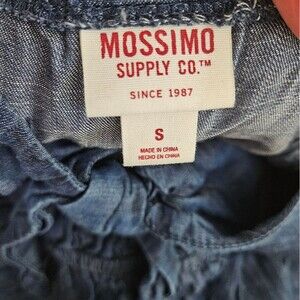 MOSSIMO
SUPPLY CO.™
SINCE 1987
S
MADE IN CHINA
HECHO EN CHINA